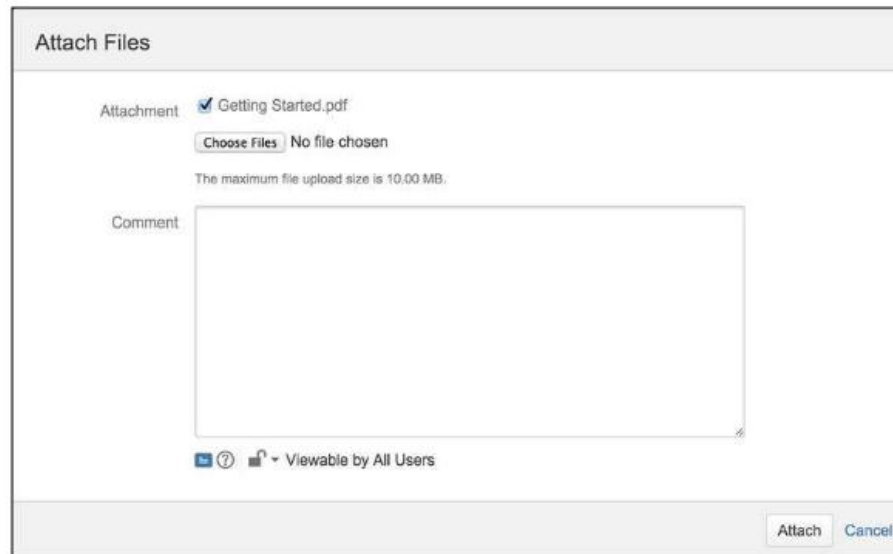 Attach Files
Attachment Getting Started.pdf
Choose Files No file chosen
The maximum file upload size is 10.00 MB.
Comment
? Viewable by All Users
Attach Cancel